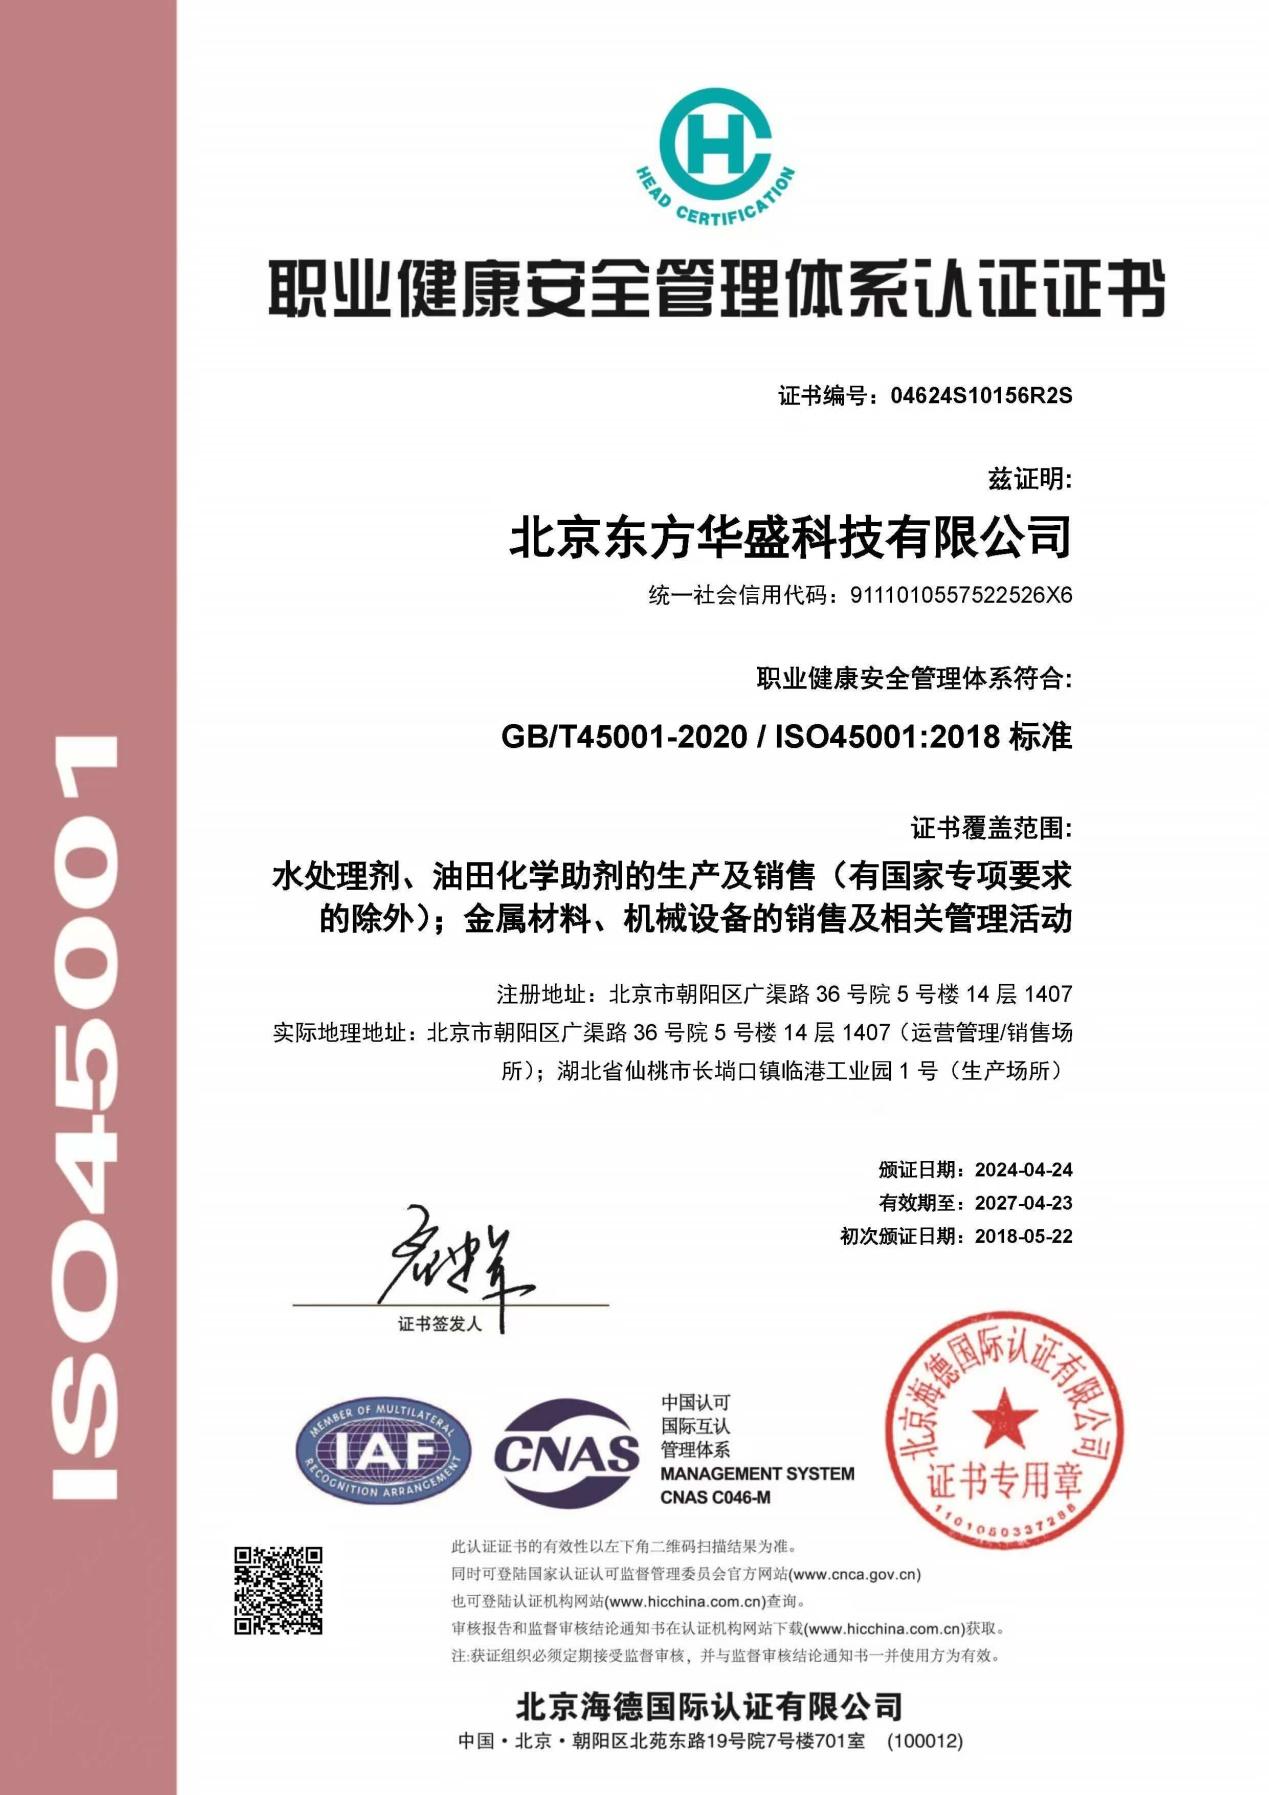 HEAD CERTIFICATION
职业健康安全管理体系认证证书
证书编号：04624S10156R2S
兹证明:
北京东方华盛科技有限公司
统一社会信用代码：9111010557522526X6
职业健康安全管理体系符合:
GB/T45001-2020 / ISO45001:2018 标准
证书覆盖范围:
水处理剂、油田化学助剂的生产及销售（有国家专项要求
的除外）；金属材料、机械设备的销售及相关管理活动
注册地址：北京市朝阳区广渠路 36 号院 5 号楼 14 层 1407
实际地理地址：北京市朝阳区广渠路 36 号院 5 号楼 14 层 1407（运营管理/销售场
所）；湖北省仙桃市长埫口镇临港工业园 1 号（生产场所）
颁证日期：2024-04-24
有效期至：2027-04-23
初次颁证日期：2018-05-22
证书签发人
ISO45001
MEMBER OF MULTILATERAL
IAF
RECOGNITION ARRANGEMENT
CNAS
中国认可
国际互认
管理体系
MANAGEMENT SYSTEM
CNAS C046-M
北京海德国际认证有限公司
证书专用章
1101080337288
此认证证书的有效性以左下角二维码扫描结果为准。
同时可登陆国家认证认可监督管理委员会官方网站(www.cnca.gov.cn)
也可登陆认证机构网站(www.hicchina.com.cn)查询。
审核报告和监督审核结论通知书在认证机构网站下载(www.hicchina.com.cn)获取。
注:获证组织必须定期接受监督审核，并与监督审核结论通知书一并使用方为有效。
北京海德国际认证有限公司
中国·北京·朝阳区北苑东路19号院7号楼701室 (100012)